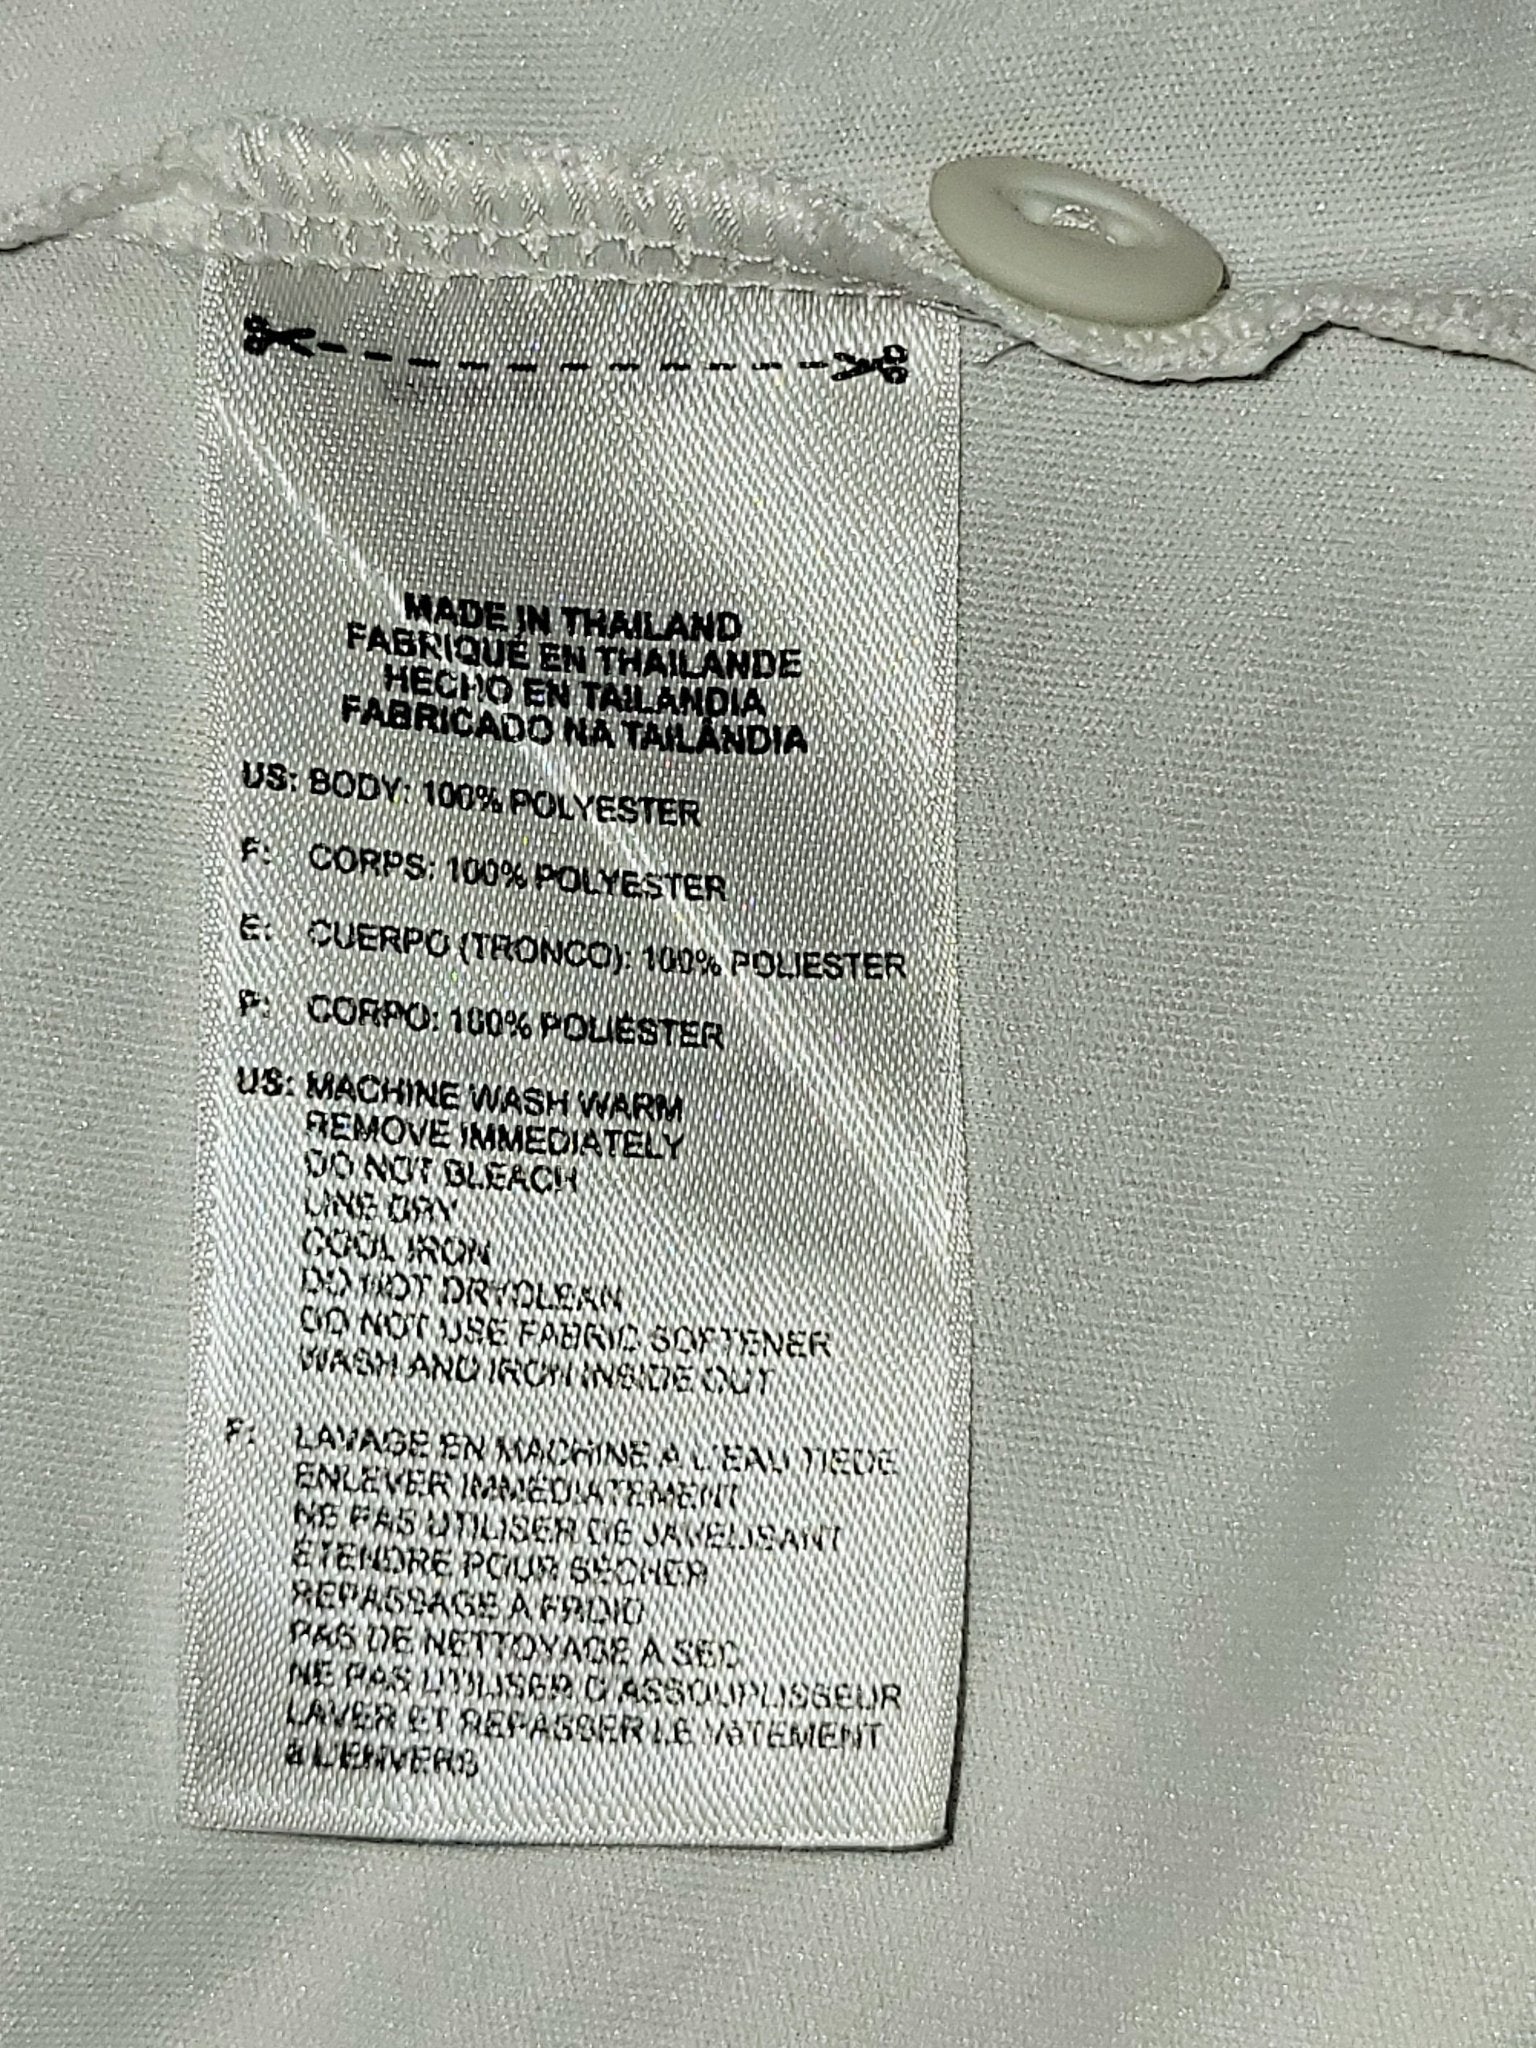 MADE IN THAILAND
FABRIQUÉ EN THAILANDE
HECHO EN TAILANDIA
FABRICADO NA TAILÂNDIA
US: BODY: 100% POLYESTER
F: CORPS: 100% POLYESTER
E: CUERPO (TRONCO): 100% POLIESTER
P: CORPO: 100% POLIÉSTER
US: MACHINE WASH WARM
REMOVE IMMEDIATELY
DO NOT BLEACH
LINE DRY
COOL IRON
DO NOT DRYCLEAN
DO NOT USE FABRIC SOFTENER
WASH AND IRON INSIDE OUT
F: LAVAGE EN MACHINE A L'EAU TIEDE
ENLEVER IMMÉDIATEMENT
NE PAS UTILISER DE JAVELISANT
ETENDRE POUR SECHER
REPASSAGE A FROID
PAS DE NETTOYAGE A SEC
NE PAS UTILISER D'ASSOUPLISSEUR
LAVER ET REPASSER LE VêTEMENT
à L'ENVERS